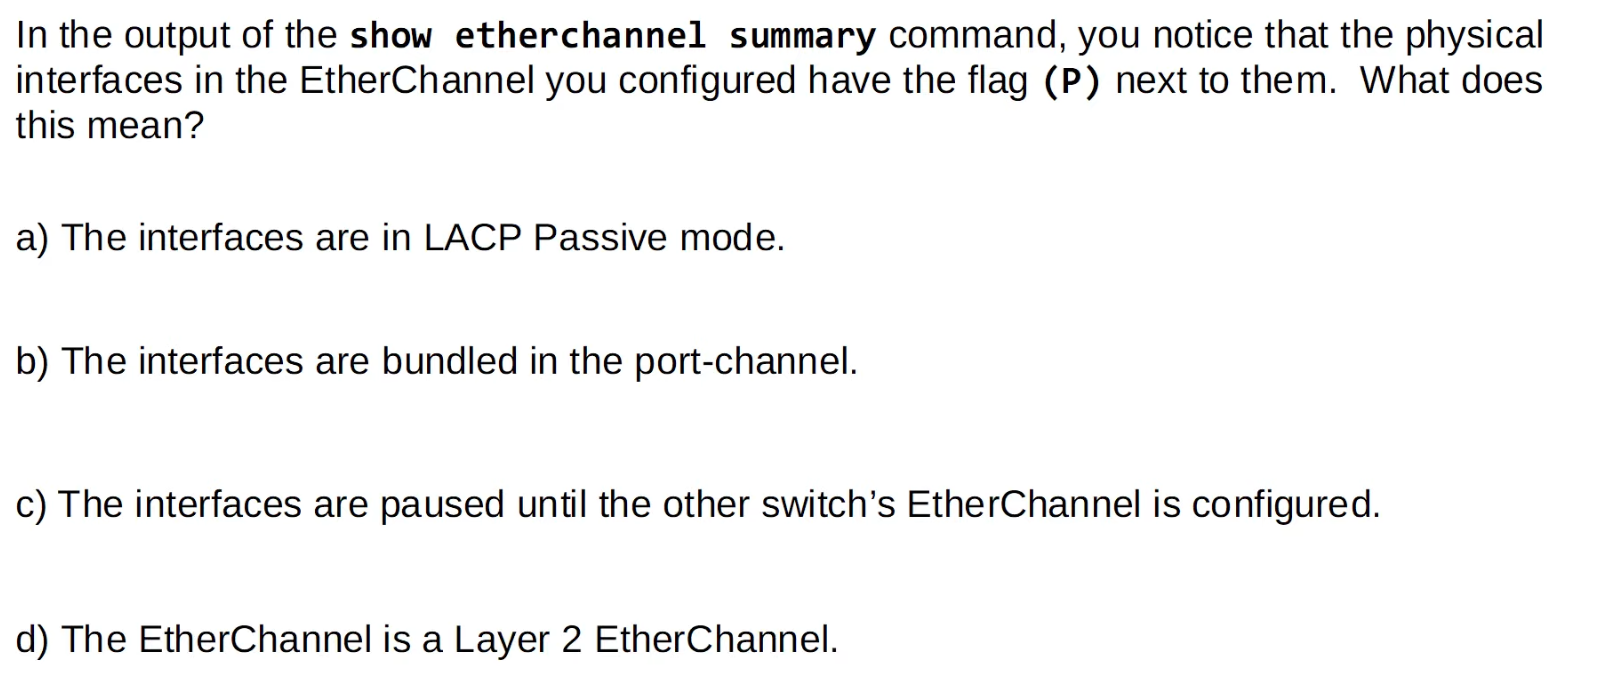 In the output of the show etherchannel summary command, you notice that the physical
interfaces in the EtherChannel you configured have the flag (P) next to them.  What does
this mean?
a) The interfaces are in LACP Passive mode.
b) The interfaces are bundled in the port-channel.
c) The interfaces are paused until the other switch’s EtherChannel is configured.
d) The EtherChannel is a Layer 2 EtherChannel.